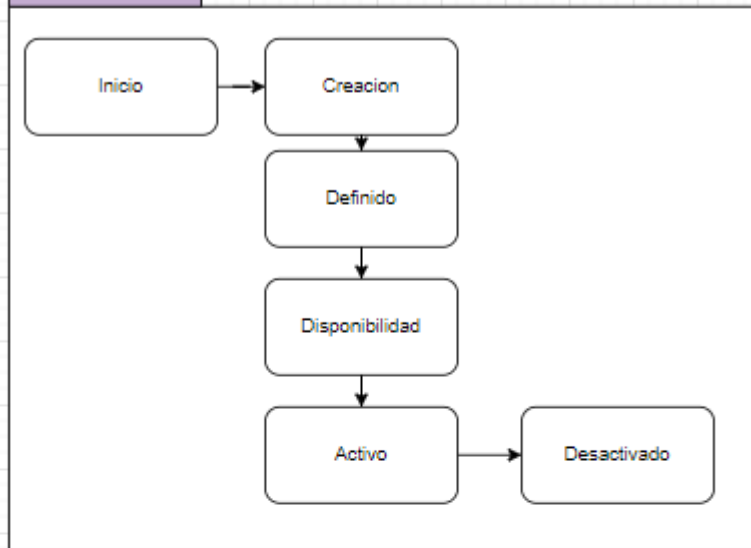 Inicio
Creacion
Definido
Disponibilidad
Activo
Desactivado